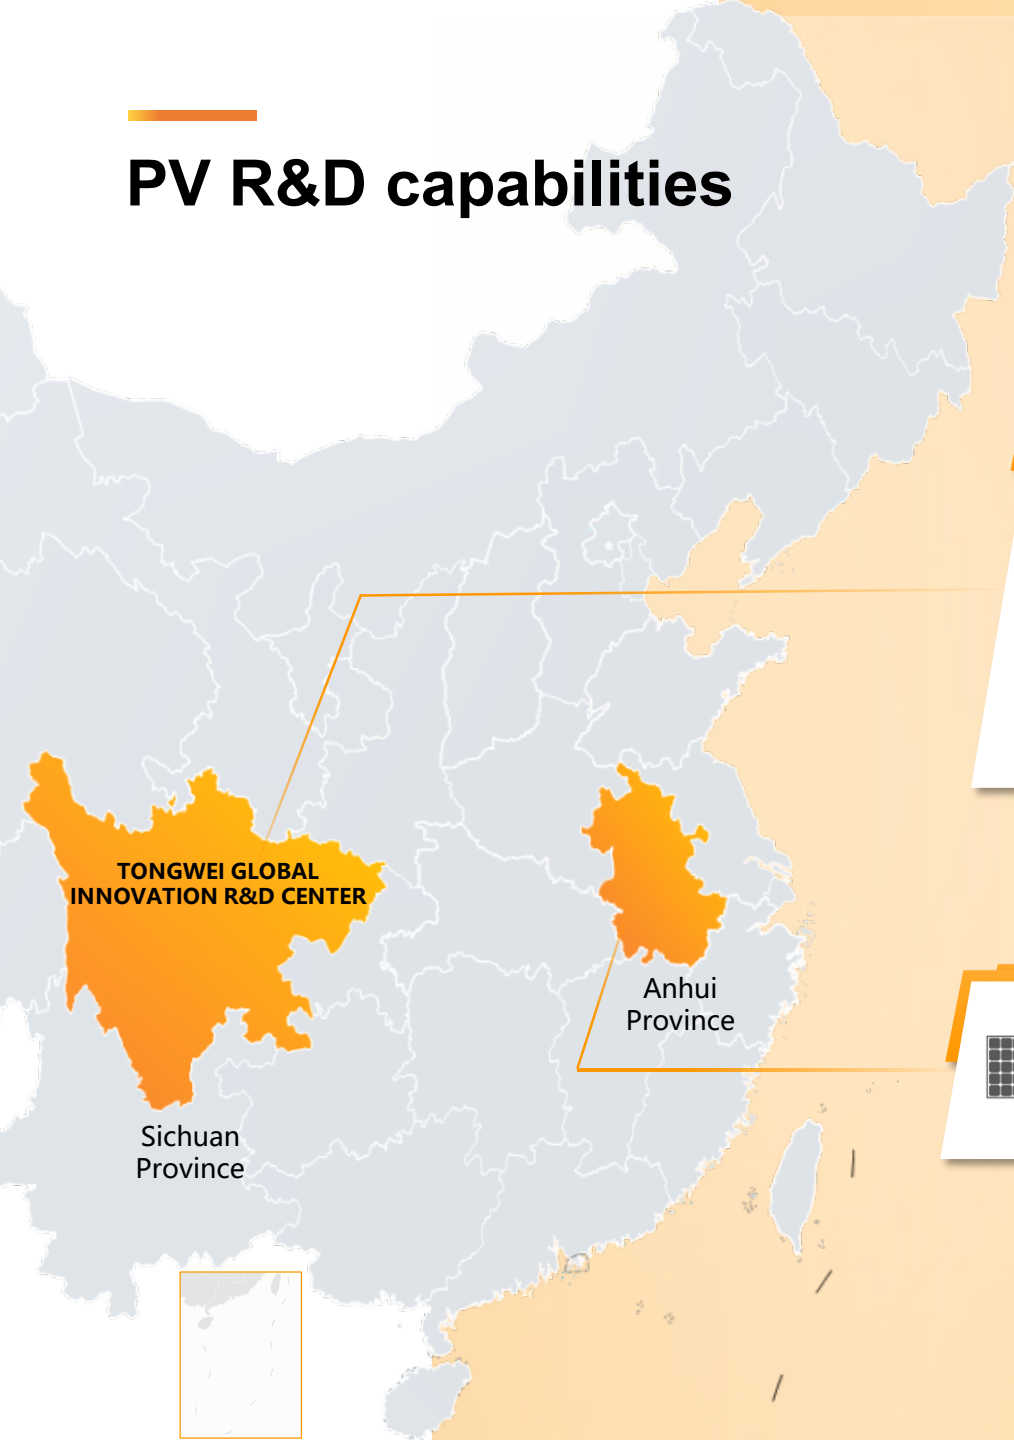 PV R&D capabilities
TONGWEI GLOBAL
INNOVATION R&D CENTER
Anhui
Province
Sichuan
Province